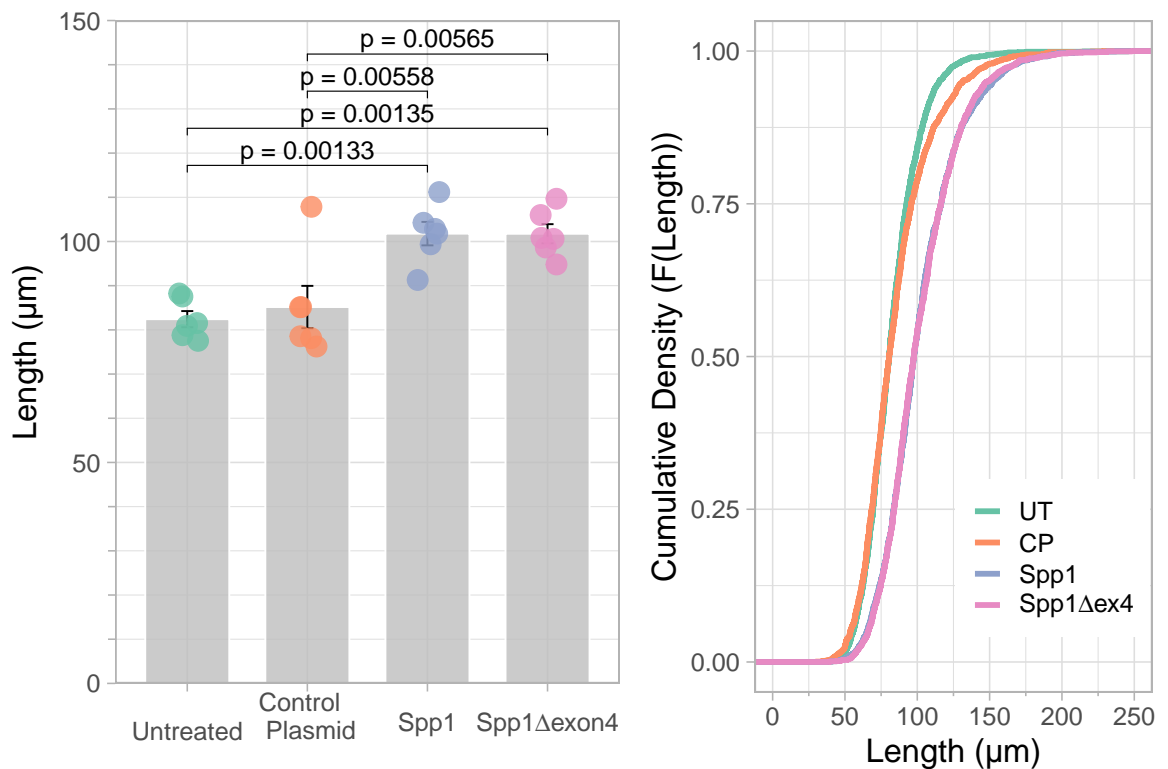 150
100
50
0
Length (µm)
p = 0.00565
p = 0.00558
p = 0.00135
p = 0.00133
Untreated
Control
Plasmid
Spp1
Spp1Δexon4
1.00
0.75
0.50
0.25
0.00
Cumulative Density (F(Length))
UT
CP
Spp1
Spp1Δex4
0
50
100
150
200
250
Length (µm)